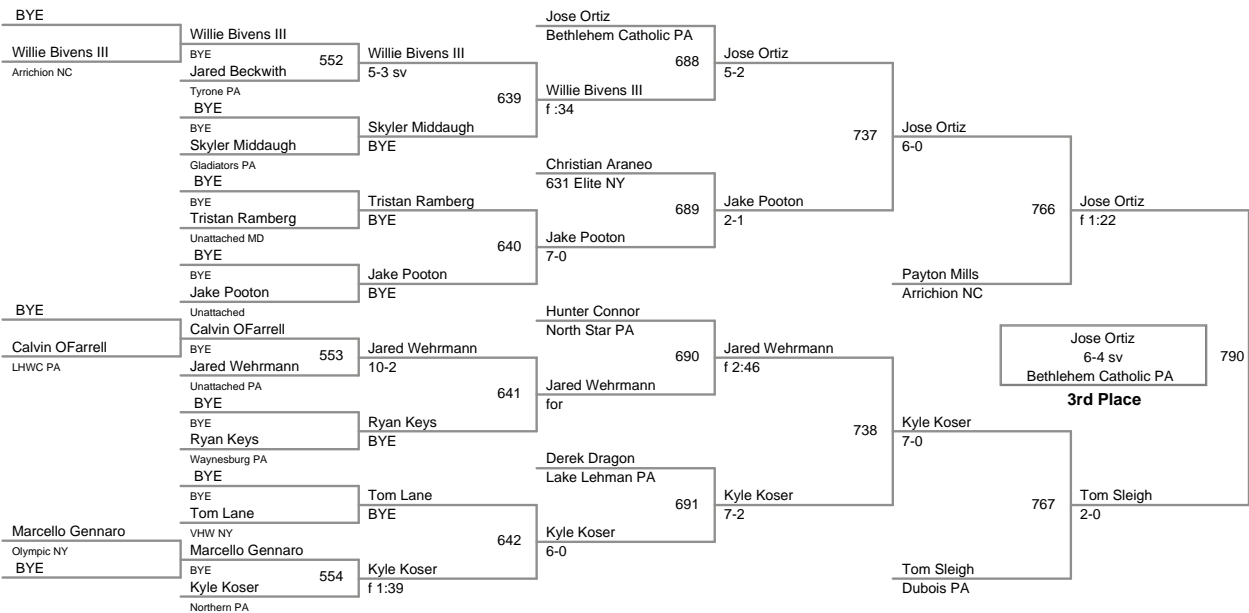 BYE
Willie Bivens III
Arrichion NC
BYE
Calvin OFarrell
LHWC PA
Marcello Gennaro
Olympic NY
BYE
Willie Bivens III
BYE
552
Jared Beckwith
Tyrone PA
BYE
BYE
Skyler Middaugh
Gladiators PA
BYE
BYE
Tristan Ramberg
Unattached MD
BYE
BYE
Jake Pooton
Unattached
Calvin OFarrell
BYE
553
Jared Wehrmann
Unattached PA
BYE
BYE
Ryan Keys
Waynesburg PA
BYE
BYE
Tom Lane
VHW NY
Marcello Gennaro
BYE
554
Kyle Koser
Northern PA
Willie Bivens III
5-3 sv
639
Skyler Middaugh
BYE
Tristan Ramberg
BYE
640
Jake Pooton
BYE
Jared Wehrmann
10-2
641
Ryan Keys
BYE
Tom Lane
BYE
642
Kyle Koser
f 1:39
Jose Ortiz
Bethlehem Catholic PA
688
Willie Bivens III
f :34
Christian Araneo
631 Elite NY
689
Jake Pooton
7-0
Hunter Connor
North Star PA
690
Jared Wehrmann
for
Derek Dragon
Lake Lehman PA
691
Kyle Koser
6-0
Jose Ortiz
5-2
737
Jake Pooton
2-1
Jared Wehrmann
f 2:46
738
Kyle Koser
7-2
Jose Ortiz
6-0
766
Payton Mills
Arrichion NC
Kyle Koser
7-0
767
Tom Sleigh
Dubois PA
Jose Ortiz
f 1:22
790
Tom Sleigh
2-0
Jose Ortiz
6-4 sv
Bethlehem Catholic PA
3rd Place